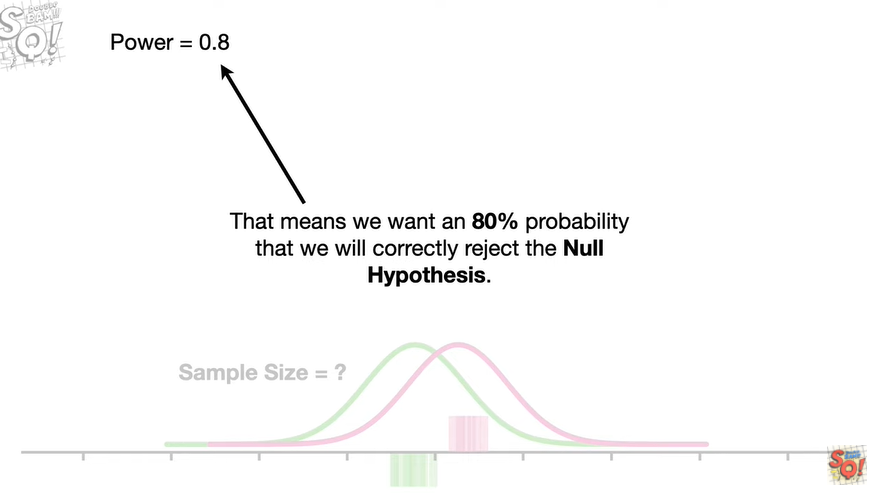 Power = 0.8
That means we want an 80% probability
that we will correctly reject the Null
Hypothesis.
Sample Size = ?
SQ!